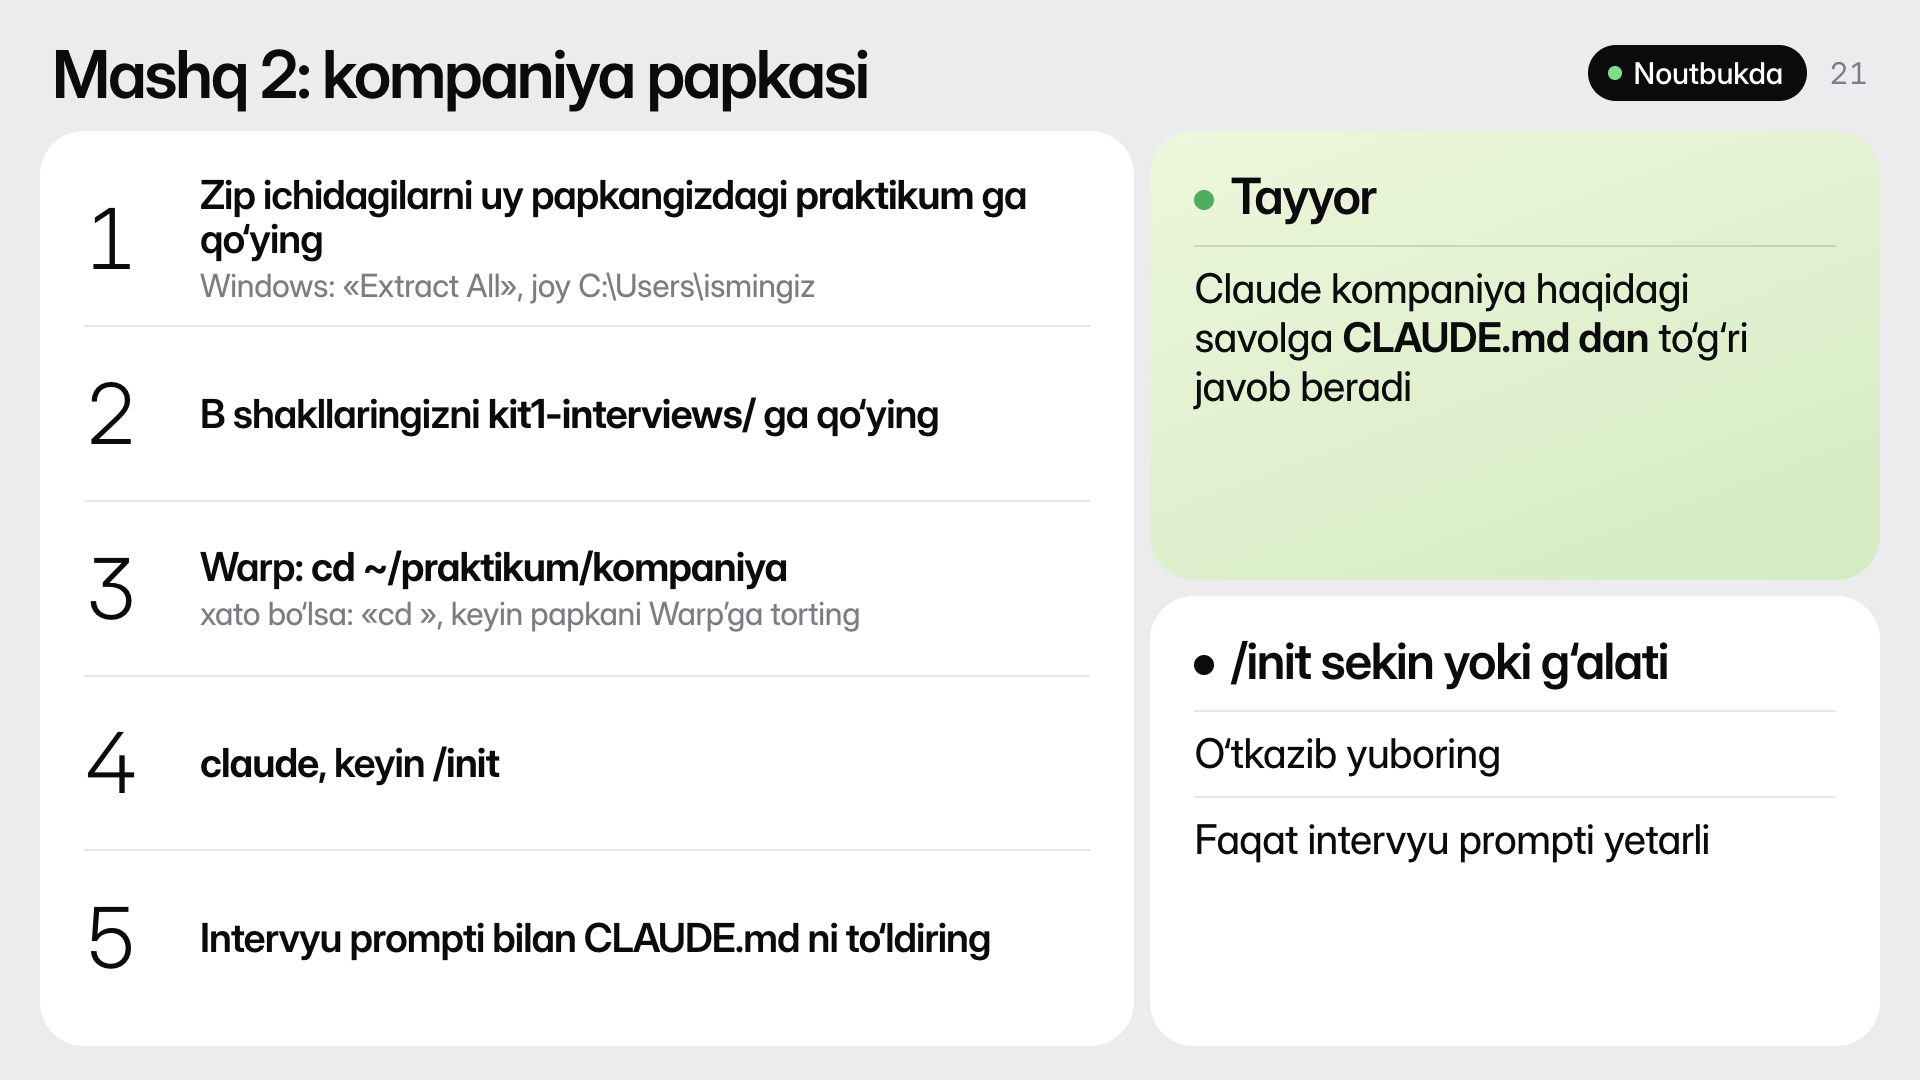 Mashq 2: kompaniya papkasi
Noutbukda
21
1
Zip ichidagilarni uy papkangizdagi praktikum ga
qo‘ying
Windows: «Extract All», joy C:\Users\ismingiz
2
B shakllaringizni kit1-interviews/ ga qo‘ying
3
Warp: cd ~/praktikum/kompaniya
xato bo‘lsa: «cd », keyin papkani Warp’ga torting
4
claude, keyin /init
5
Intervyu prompti bilan CLAUDE.md ni to‘ldiring
Tayyor
Claude kompaniya haqidagi
savolga CLAUDE.md dan to‘g‘ri
javob beradi
/init sekin yoki g‘alati
O‘tkazib yuboring
Faqat intervyu prompti yetarli